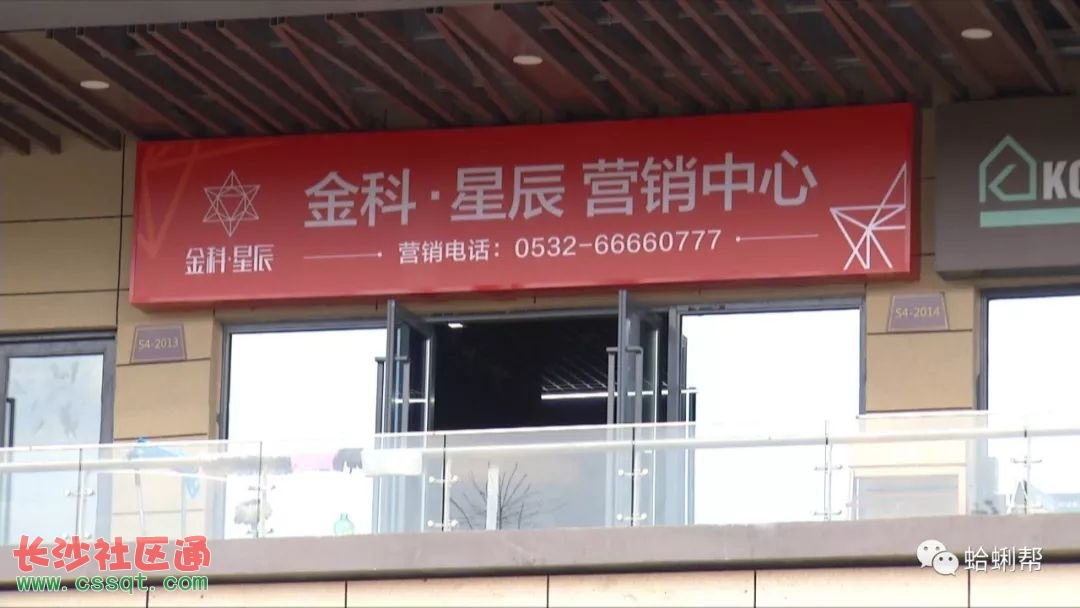 金科·星辰 营销中心
金科·星辰
营销电话：0532-66660777
KO
S4-2013
S4-2014
长沙社区通
www.cssqt.com
蛤蜊帮